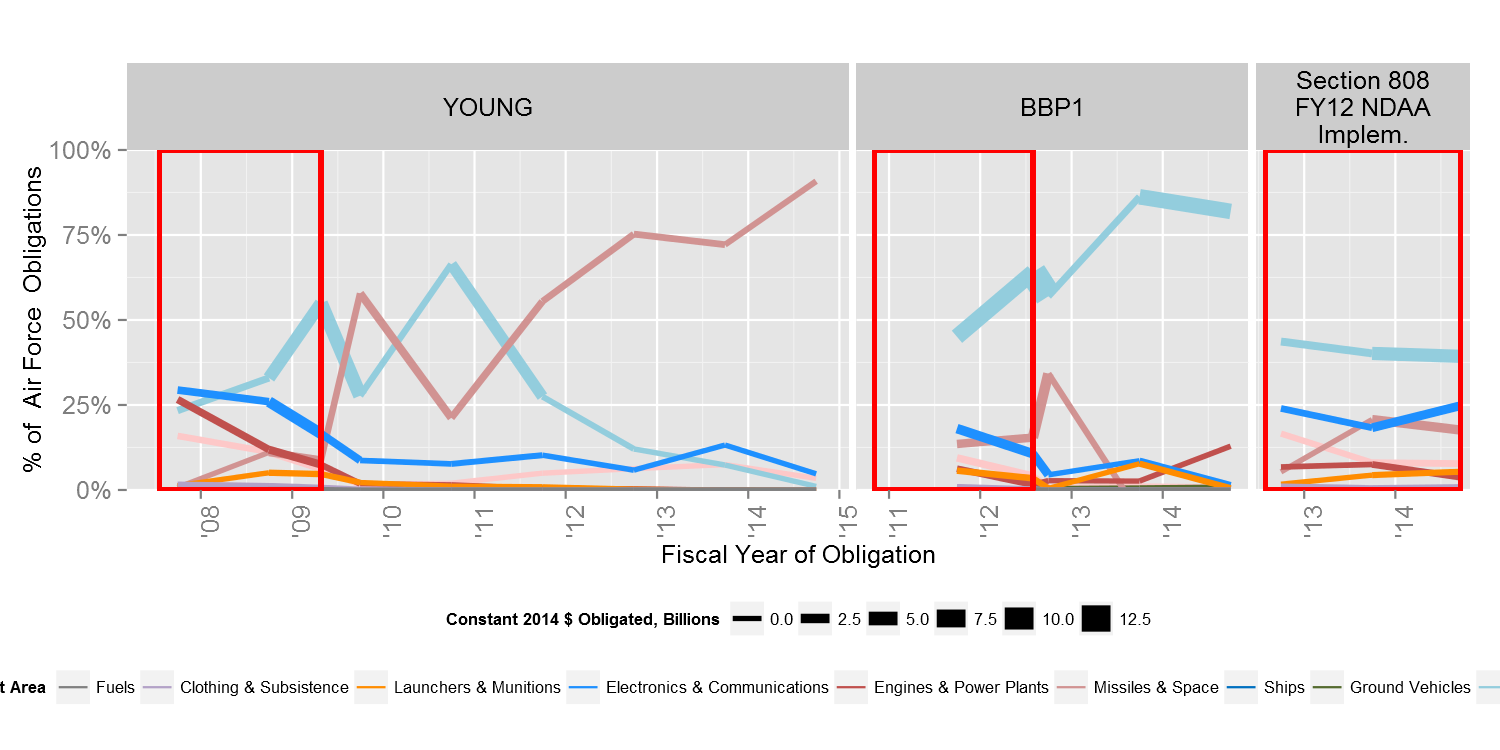 YOUNG
BBP1
Section 808
FY12 NDAA
Implem.
100%
75%
50%
25%
0%
% of Air Force Obligations
'08 '09 '10 '11 '12 '13 '14 '15 '11 '12 '13 '14 '13 '14
Fiscal Year of Obligation
Constant 2014 $ Obligated, Billions 0.0 2.5 5.0 7.5 10.0 12.5
t Area Fuels Clothing & Subsistence Launchers & Munitions Electronics & Communications Engines & Power Plants Missiles & Space Ships Ground Vehicles